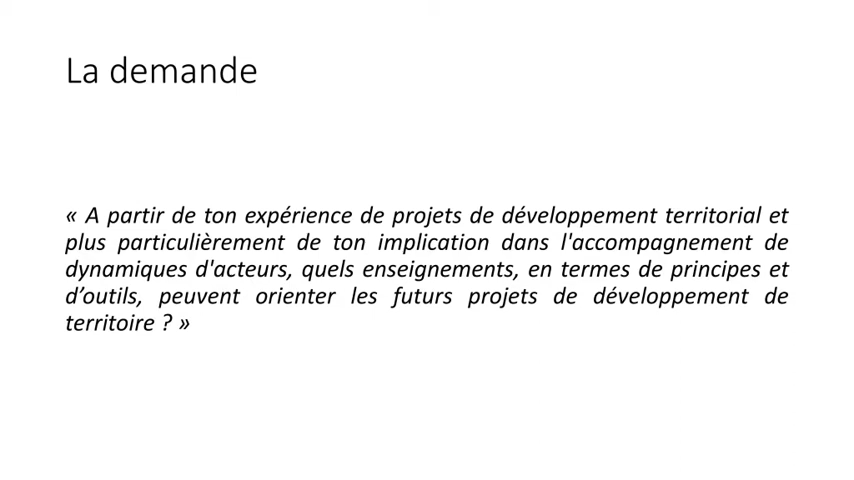 La demande
« A partir de ton expérience de projets de développement territorial et
plus particulièrement de ton implication dans l'accompagnement de
dynamiques d'acteurs, quels enseignements, en termes de principes et
d’outils, peuvent orienter les futurs projets de développement de
territoire ? »